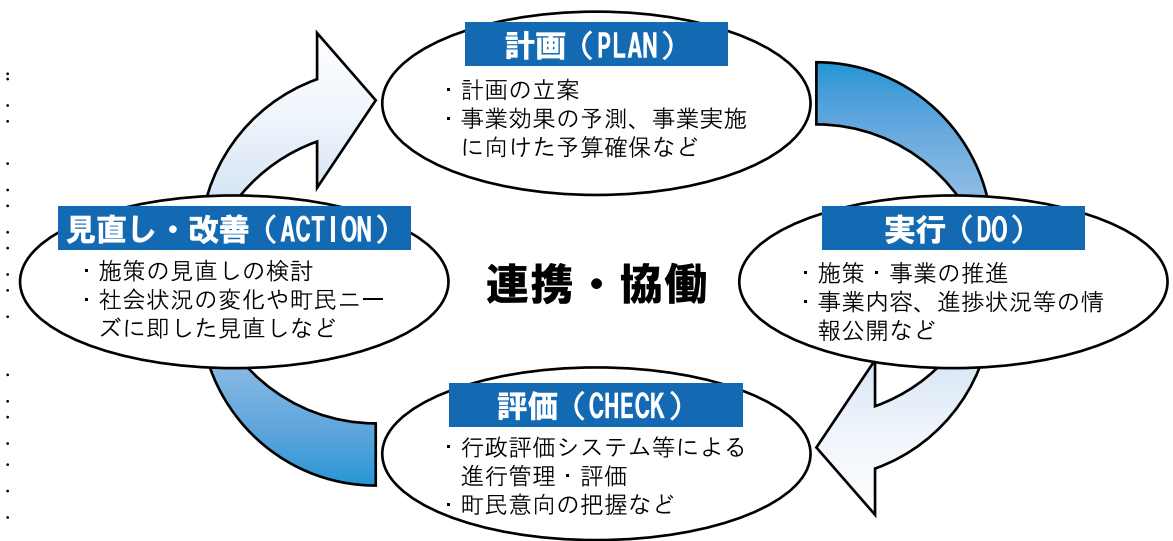 計画（PLAN）
・計画の立案
・事業効果の予測、事業実施
に向けた予算確保など
実行（DO）
・施策・事業の推進
・事業内容、進捗状況等の情
報公開など
連携・協働
評価（CHECK）
・行政評価システム等による
進行管理・評価
・町民意向の把握など
見直し・改善（ACTION）
・施策の見直しの検討
・社会状況の変化や町民ニー
ズに即した見直しなど